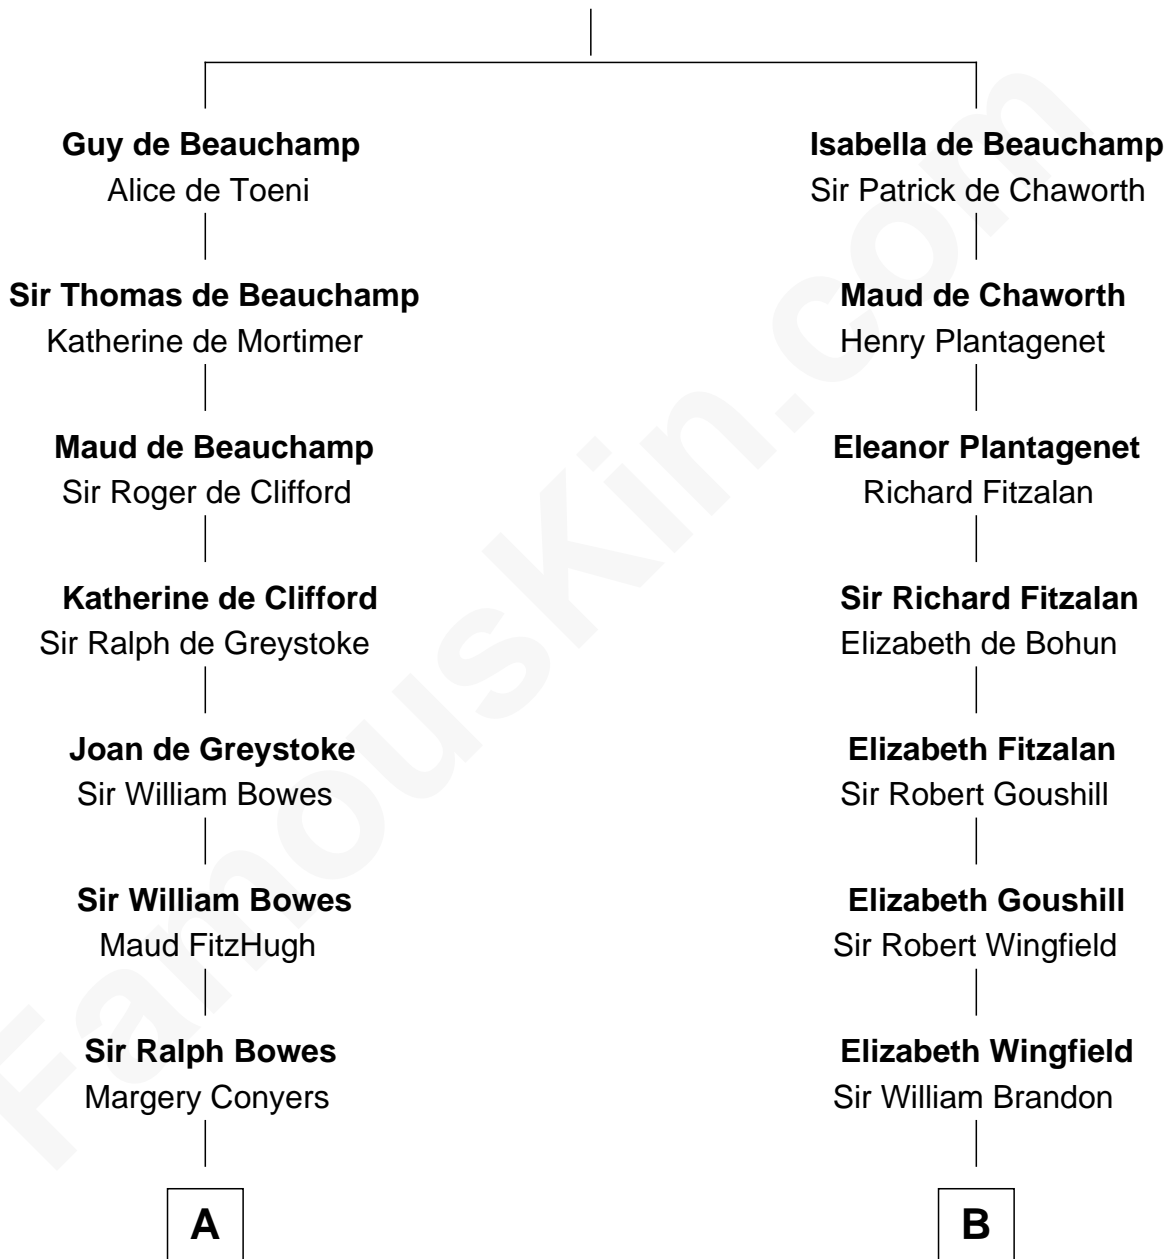 Guy de Beauchamp
Alice de Toeni
Sir Thomas de Beauchamp
Katherine de Mortimer
Maud de Beauchamp
Sir Roger de Clifford
Katherine de Clifford
Sir Ralph de Greystoke
Joan de Greystoke
Sir William Bowes
Sir William Bowes
Maud FitzHugh
Sir Ralph Bowes
Margery Conyers
A
Isabella de Beauchamp
Sir Patrick de Chaworth
Maud de Chaworth
Henry Plantagenet
Eleanor Plantagenet
Richard Fitzalan
Sir Richard Fitzalan
Elizabeth de Bohun
Elizabeth Fitzalan
Sir Robert Goushill
Elizabeth Goushill
Sir Robert Wingfield
Elizabeth Wingfield
Sir William Brandon
B
FamousKin.com